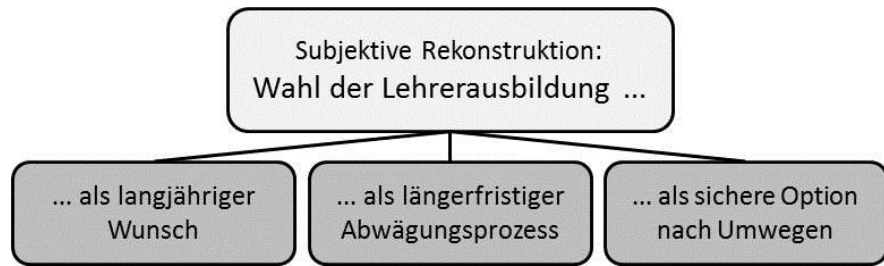 Subjektive Rekonstruktion:
Wahl der Lehrerausbildung ...
... als langjähriger
Wunsch
... als längerfristiger
Abwägungsprozess
... als sichere Option
nach Umwegen